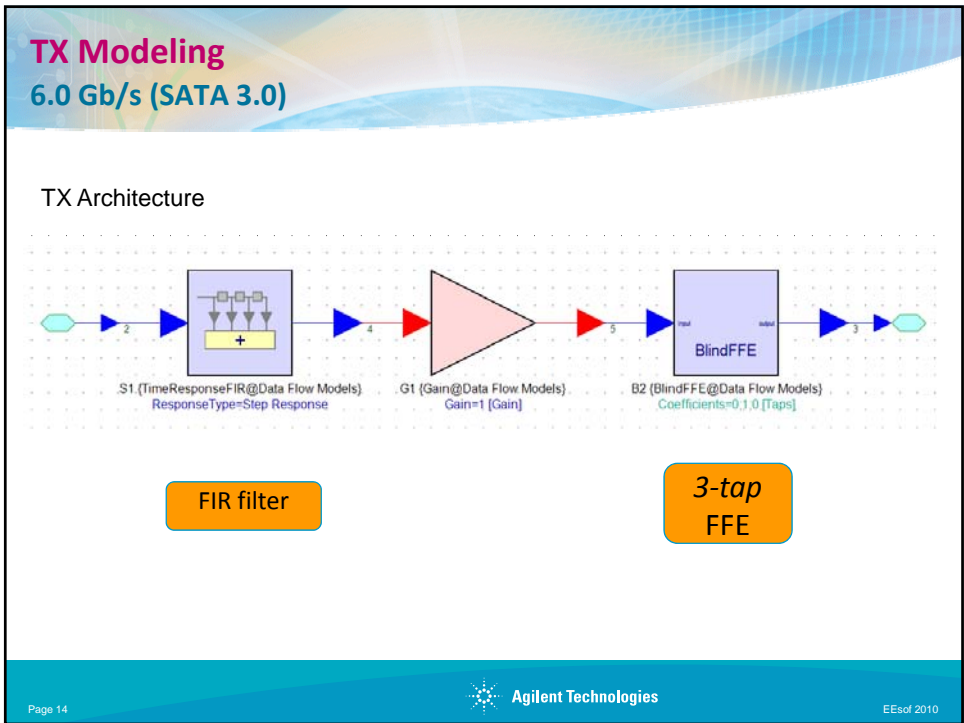 TX Modeling
6.0 Gb/s (SATA 3.0)
TX Architecture
2
4
5
3
+
input
output
BlindFFE
S1 {TimeResponseFIR@Data Flow Models}
ResponseType=Step Response
G1 {Gain@Data Flow Models}
Gain=1 [Gain]
B2 {BlindFFE@Data Flow Models}
Coefficients=0;1;0 [Taps]
FIR filter
3-tap
FFE
Page 14
Agilent Technologies
EEsof 2010